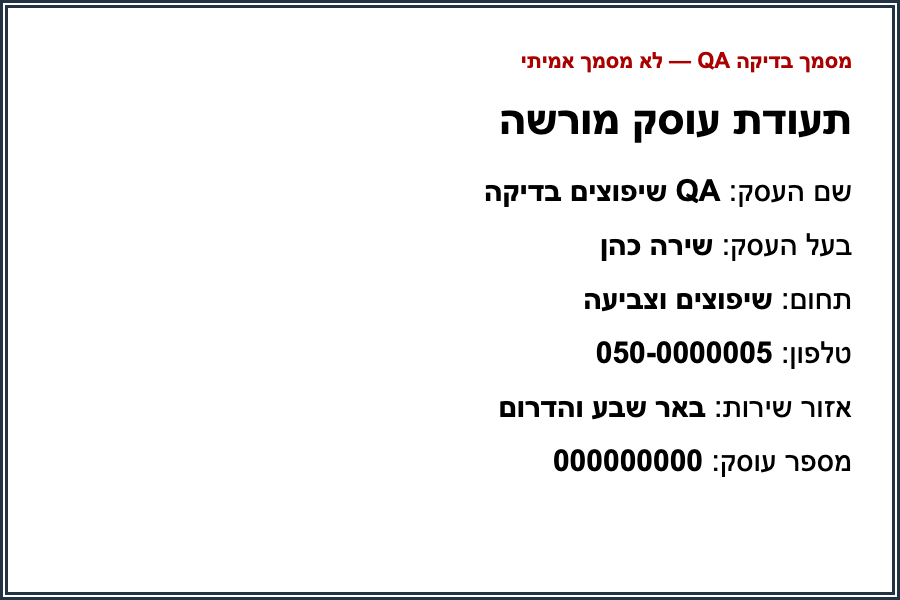 מסמך בדיקה QA — לא מסמך אמיתי
תעודת עוסק מורשה
שם העסק: QA שיפוצים בדיקה
בעל העסק: שירה כהן
תחום: שיפוצים וצביעה
טלפון: 050-0000005
אזור שירות: באר שבע והדרום
מספר עוסק: 000000000